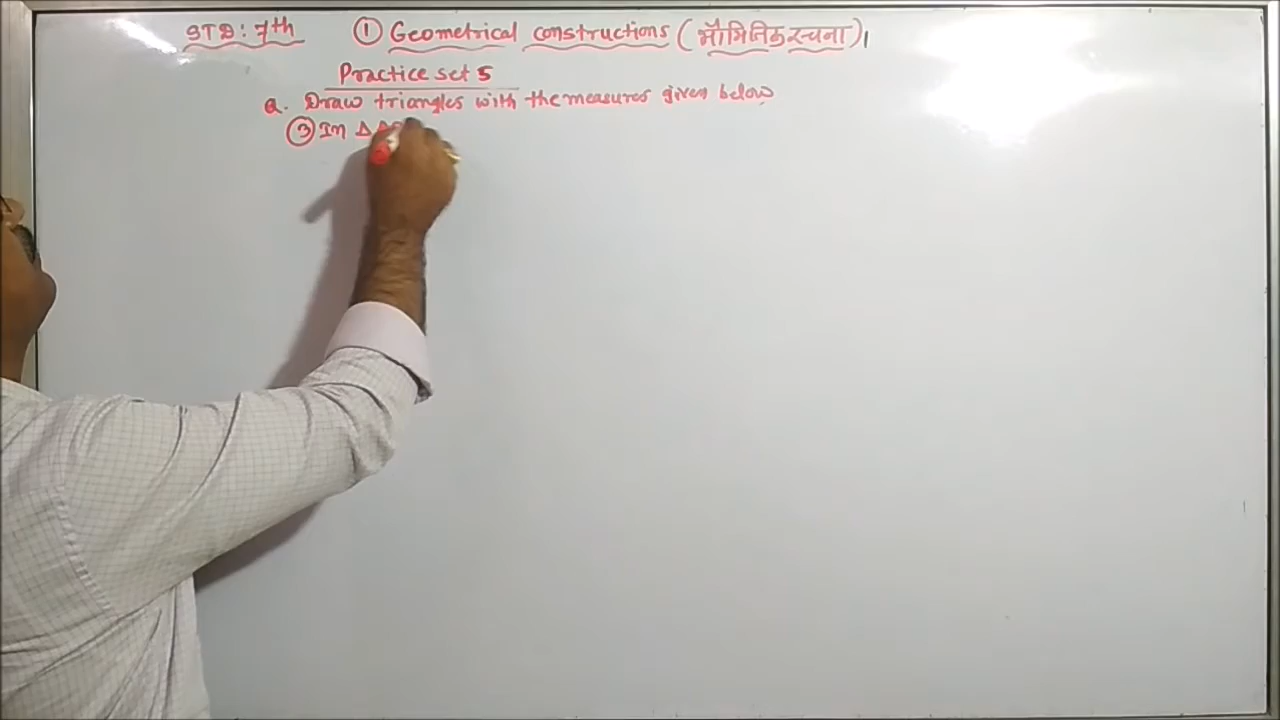 STD: 7th ① Geometrical constructions (भौमितिक रचना)।
Practice set 5
Q. Draw triangles with the measures given below
③ In Δ A